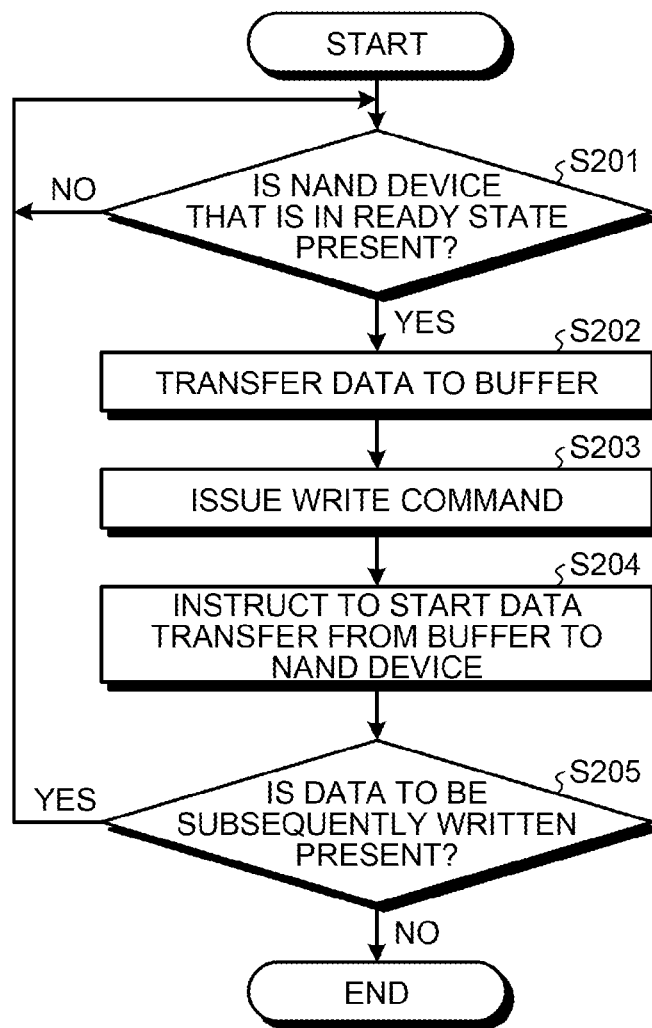 START
S201
NO
IS NAND DEVICE
THAT IS IN READY STATE
PRESENT?
YES
S202
TRANSFER DATA TO BUFFER
S203
ISSUE WRITE COMMAND
S204
INSTRUCT TO START DATA
TRANSFER FROM BUFFER TO
NAND DEVICE
S205
YES
IS DATA TO BE
SUBSEQUENTLY WRITTEN
PRESENT?
NO
END